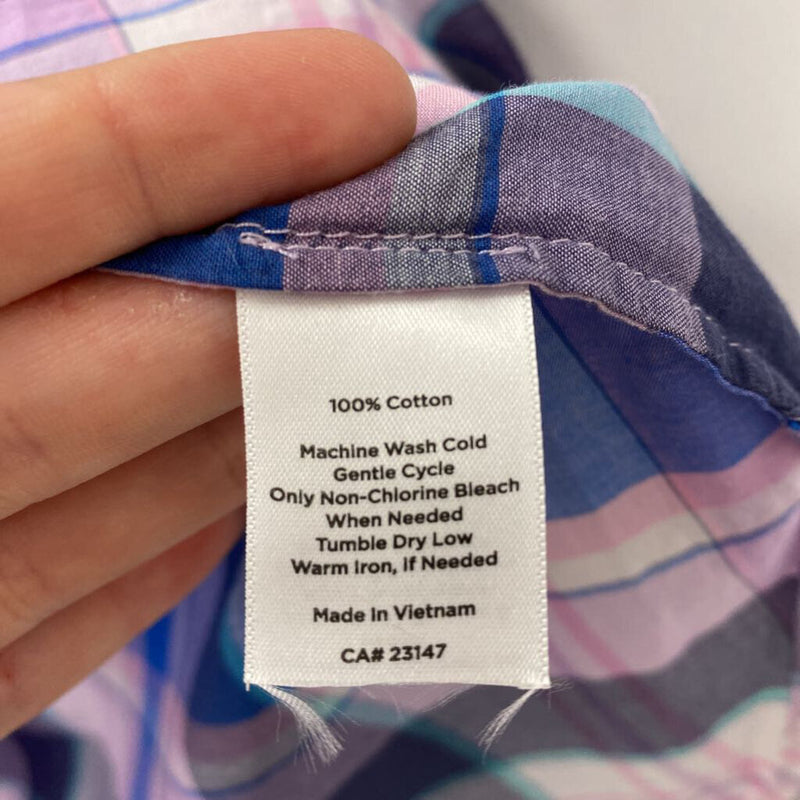 100% Cotton
Machine Wash Cold
Gentle Cycle
Only Non-Chlorine Bleach
When Needed
Tumble Dry Low
Warm Iron, If Needed
Made In Vietnam
CA# 23147